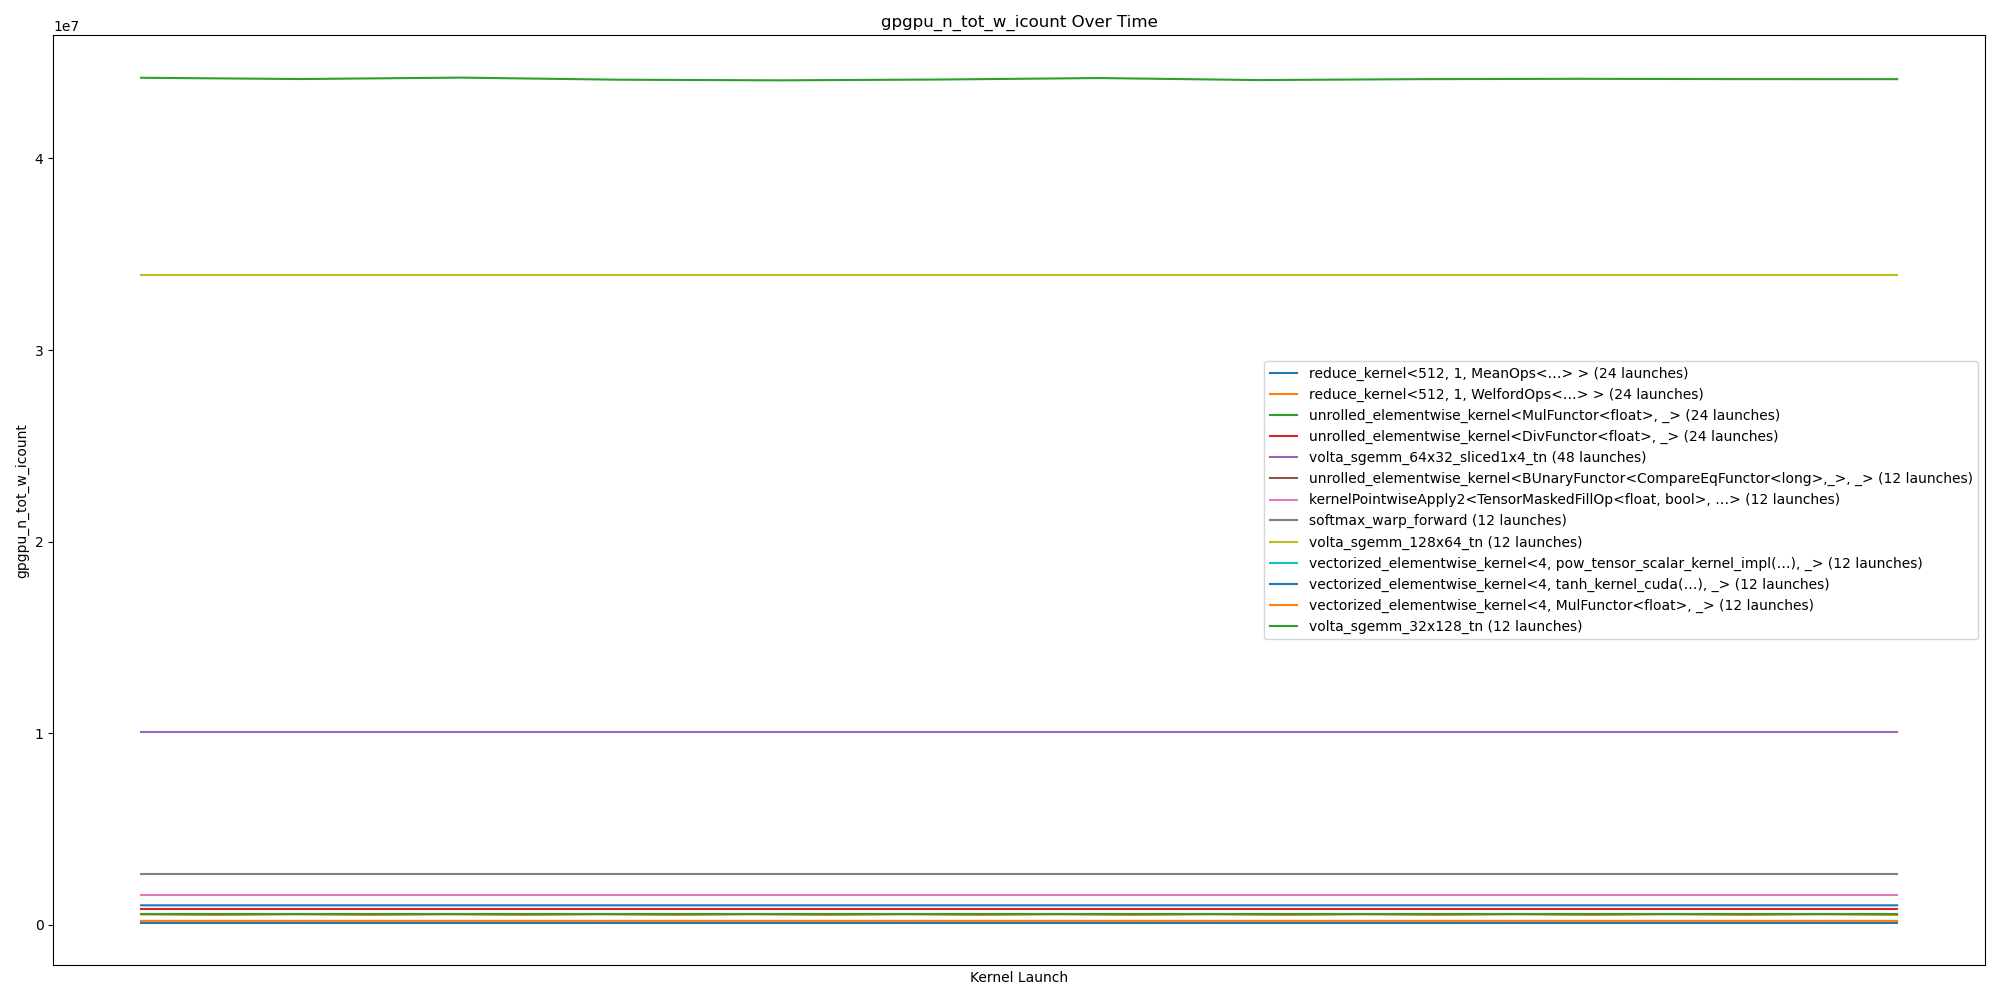 gpgpu_n_tot_w_icount Over Time
1e7
4
3
2
1
0
gpgpu_n_tot_w_icount
Kernel Launch
reduce_kernel<512, 1, MeanOps<...> > (24 launches)
reduce_kernel<512, 1, WelfordOps<...> > (24 launches)
unrolled_elementwise_kernel<MulFunctor<float>, _> (24 launches)
unrolled_elementwise_kernel<DivFunctor<float>, _> (24 launches)
volta_sgemm_64x32_sliced1x4_tn (48 launches)
unrolled_elementwise_kernel<BUnaryFunctor<CompareEqFunctor<long>,_>, _> (12 launches)
kernelPointwiseApply2<TensorMaskedFillOp<float, bool>, ...> (12 launches)
softmax_warp_forward (12 launches)
volta_sgemm_128x64_tn (12 launches)
vectorized_elementwise_kernel<4, pow_tensor_scalar_kernel_impl(...), _> (12 launches)
vectorized_elementwise_kernel<4, tanh_kernel_cuda(...), _> (12 launches)
vectorized_elementwise_kernel<4, MulFunctor<float>, _> (12 launches)
volta_sgemm_32x128_tn (12 launches)